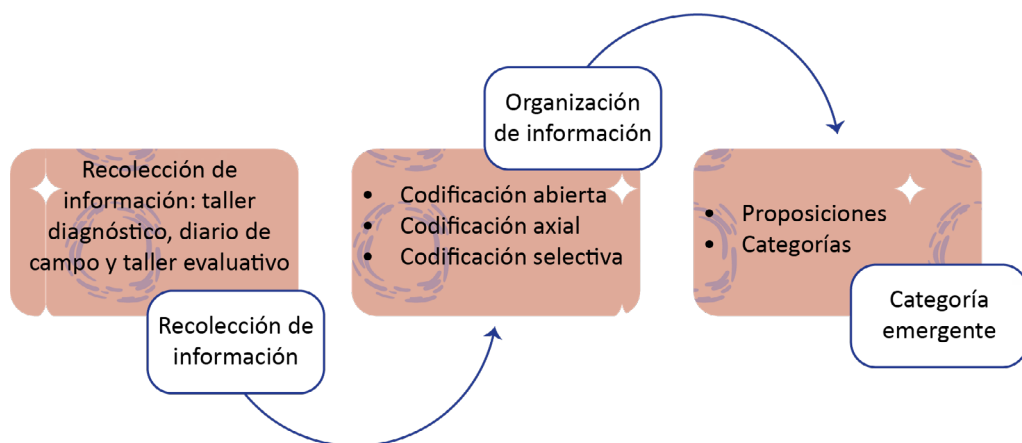 Recolección de
información: taller
diagnóstico, diario de
campo y taller evaluativo
Recolección de
información
Organización
de información
• Codificación abierta
• Codificación axial
• Codificación selectiva
• Proposiciones
• Categorías
Categoría
emergente